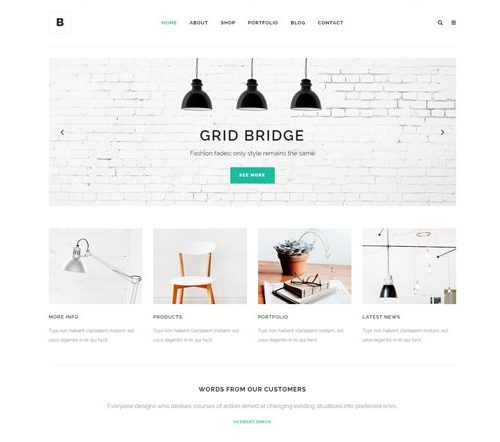 B
HOME ABOUT SHOP PORTFOLIO BLOG CONTACT
GRID BRIDGE
Fashion fades, only style remains the same
SEE MORE
MORE INFO
Typi non habent claritatem insitam, est
usus legentis in iis qui facit.
PRODUCTS
Typi non habent claritatem insitam, est
usus legentis in iis qui facit.
PORTFOLIO
Typi non habent claritatem insitam, est
usus legentis in iis qui facit.
LATEST NEWS
Typi non habent claritatem insitam, est
usus legentis in iis qui facit.
WORDS FROM OUR CUSTOMERS
Everyone designs who devises courses of action aimed at changing existing situations into preferred ones.
HERBERT SIMON